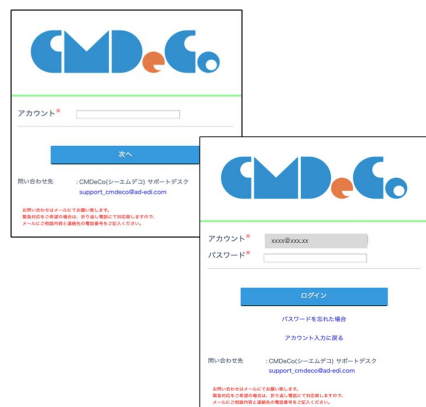 CMDeCo
アカウント*
次へ
問い合わせ先 : CMDeCo(シーエムデコ) サポートデスク
support_cmdeco@ad-edi.com
お問い合わせはメールにてお願い致します。
緊急対応をご希望の場合は、折り返し電話にて対応致しますので、
メールにご相談内容と連絡先の電話番号をご記入ください。
CMDeCo
アカウント*
xxxx@xxx.xx
パスワード*
ログイン
パスワードを忘れた場合
アカウント入力に戻る
問い合わせ先 : CMDeCo(シーエムデコ) サポートデスク
support_cmdeco@ad-edi.com
お問い合わせはメールにてお願い致します。
緊急対応をご希望の場合は、折り返し電話にて対応致しますので、
メールにご相談内容と連絡先の電話番号をご記入ください。